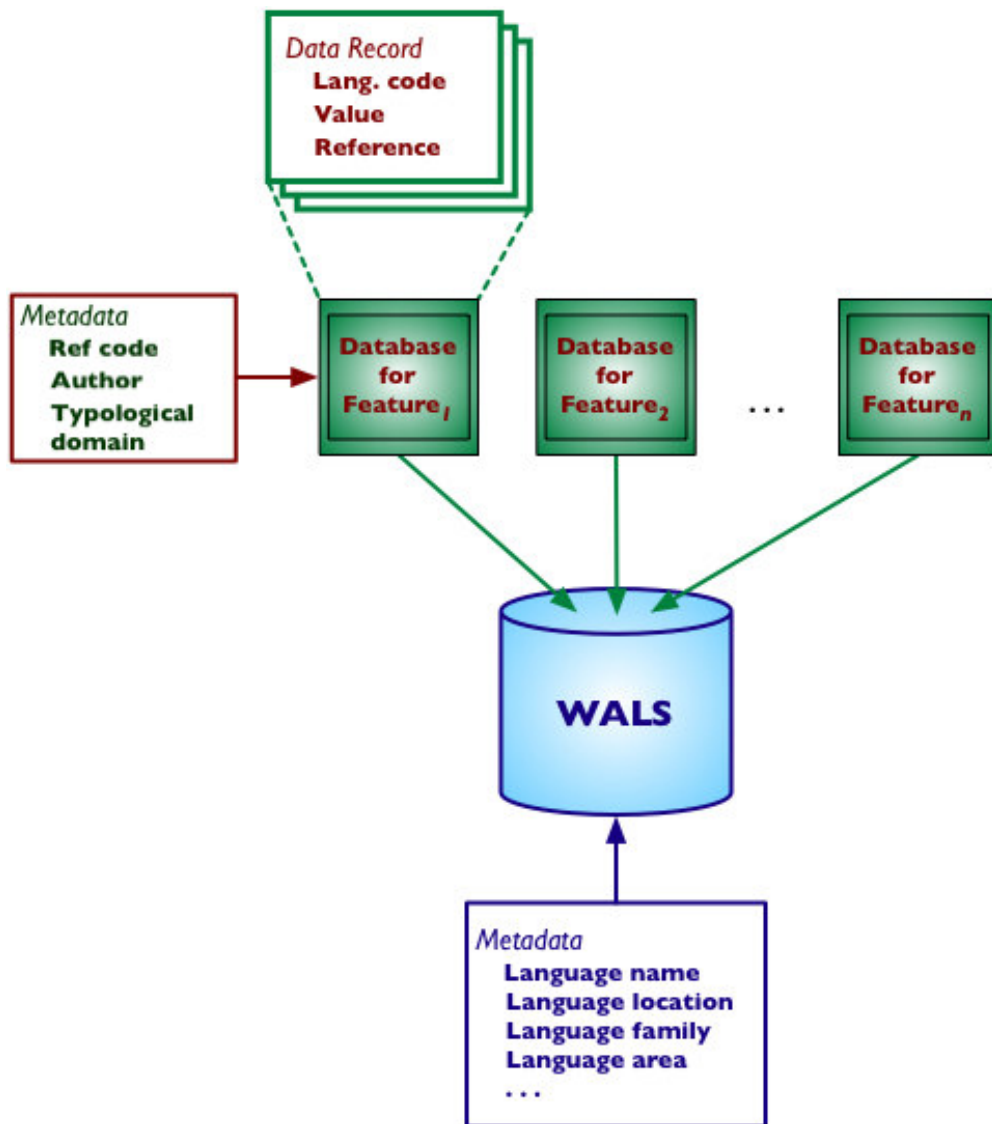 Data Record
Lang. code
Value
Reference
Metadata
Ref code
Author
Typological
domain
Database
for
Feature1
Database
for
Feature2
...
Database
for
Featuren
WALS
Metadata
Language name
Language location
Language family
Language area
...